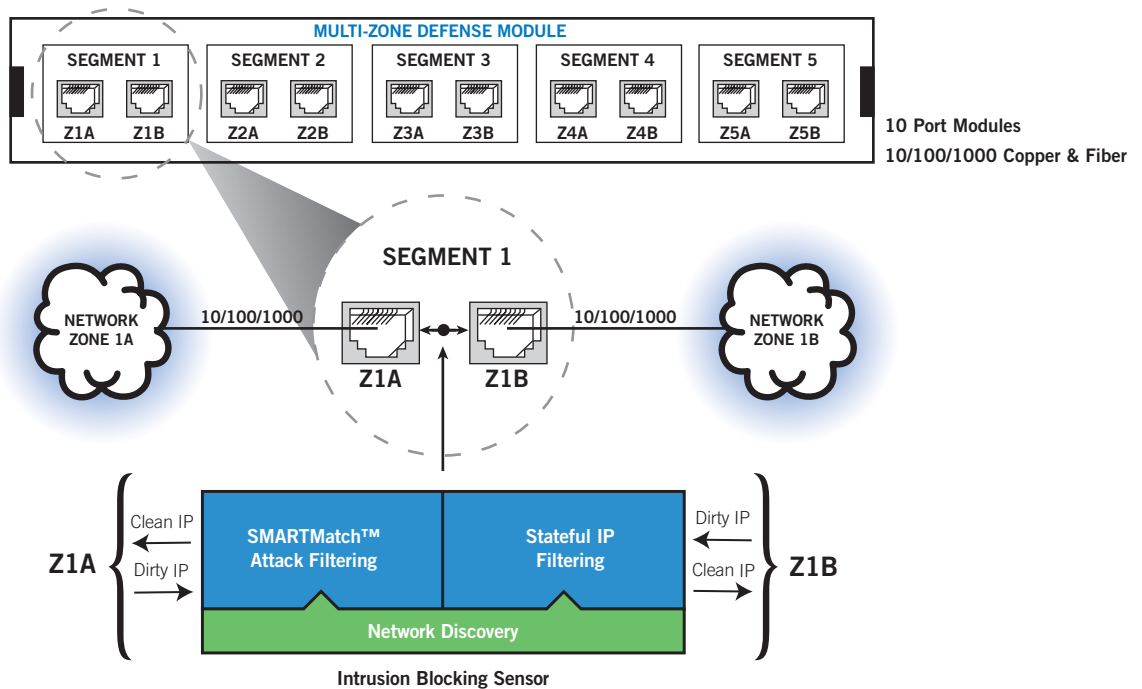 MULTI-ZONE DEFENSE MODULE
SEGMENT 1
SEGMENT 2
SEGMENT 3
SEGMENT 4
SEGMENT 5
Z1A
Z1B
Z2A
Z2B
Z3A
Z3B
Z4A
Z4B
Z5A
Z5B
10 Port Modules
10/100/1000 Copper & Fiber
SEGMENT 1
NETWORK
ZONE 1A
10/100/1000
10/100/1000
NETWORK
ZONE 1B
Z1A
Z1B
Z1A
Clean IP
Dirty IP
SMARTMatch™
Attack Filtering
Stateful IP
Filtering
Dirty IP
Clean IP
Z1B
Network Discovery
Intrusion Blocking Sensor